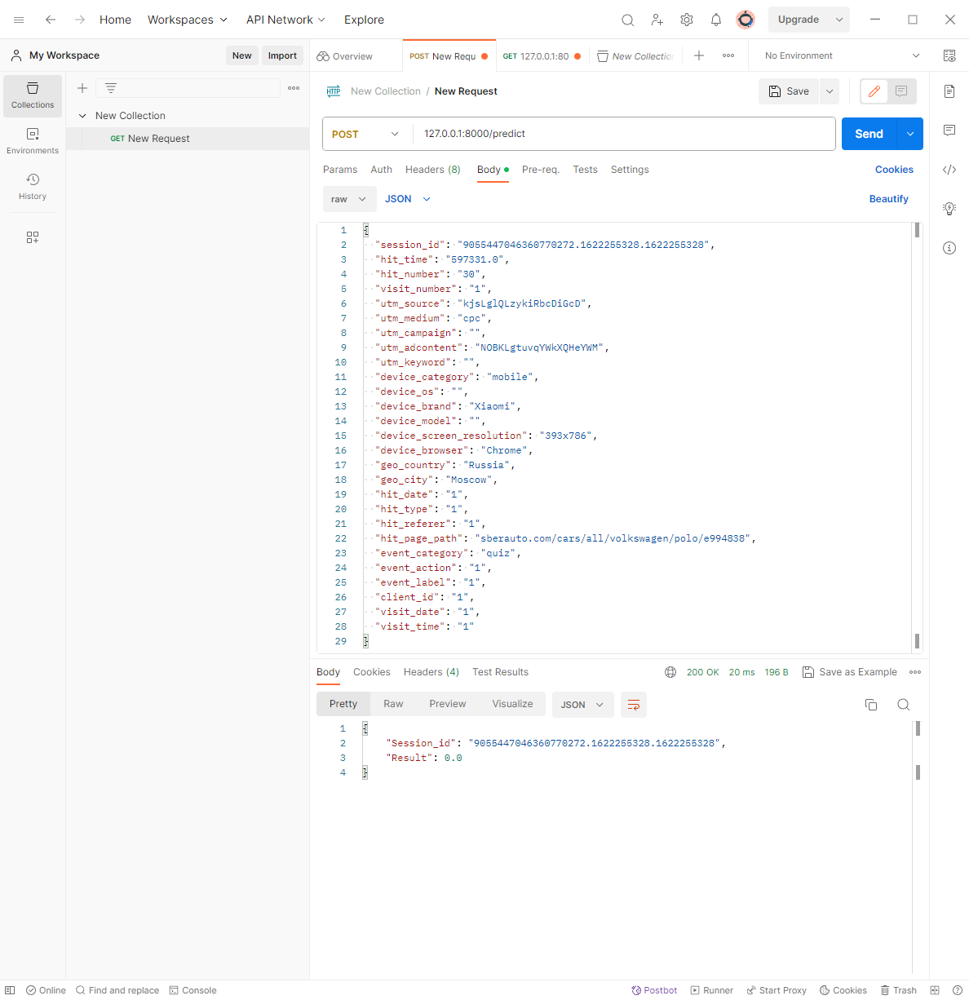 Home Workspaces API Network Explore Upgrade
My Workspace New Import Overview POST New Requ GET 127.0.0.1:80 New Collection No Environment
Collections
Environments
History
New Collection
GET New Request
HTTP New Collection / New Request Save
POST 127.0.0.1:8000/predict Send
Params Auth Headers (8) Body Pre-req. Tests Settings Cookies
raw JSON Beautify
1 {
2 "session_id": "9055447046360770272.1622255328.1622255328",
3 "hit_time": "597331.0",
4 "hit_number": "30",
5 "visit_number": "1",
6 "utm_source": "kjsLglQLzykiRbcDiGcD",
7 "utm_medium": "cpc",
8 "utm_campaign": "",
9 "utm_adcontent": "NOBKLgtuvqYWkXQHeYWM",
10 "utm_keyword": "",
11 "device_category": "mobile",
12 "device_os": "",
13 "device_brand": "Xiaomi",
14 "device_model": "",
15 "device_screen_resolution": "393x786",
16 "device_browser": "Chrome",
17 "geo_country": "Russia",
18 "geo_city": "Moscow",
19 "hit_date": "1",
20 "hit_type": "1",
21 "hit_referer": "1",
22 "hit_page_path": "sberauto.com/cars/all/volkswagen/polo/e994838",
23 "event_category": "quiz",
24 "event_action": "1",
25 "event_label": "1",
26 "client_id": "1",
27 "visit_date": "1",
28 "visit_time": "1"
29 }
Body Cookies Headers (4) Test Results 200 OK 20 ms 196 B Save as Example
Pretty Raw Preview Visualize JSON
1 {
2 "Session_id": "9055447046360770272.1622255328.1622255328",
3 "Result": 0.0
4 }
Online Find and replace Console Postbot Runner Start Proxy Cookies Trash